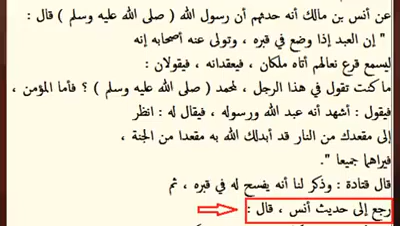 عن أنس بن مالك أنه حدثهم أن رسول الله ( صلى الله عليه وسلم ) قال :
" إن العبد إذا وضع في قبره ، وتولى عنه أصحابه إنه
ليسمع قرع نعالهم أتاه ملكان ، فيقعدانه ، فيقولان :
ما كنت تقول في هذا الرجل ، لمحمد ( صلى الله عليه وسلم ) ؟ فأما المؤمن ،
فيقول : أشهد أنه عبد الله ورسوله ، فيقال له : انظر
إلى مقعدك من النار قد أبدلك الله به مقعدا من الجنة ،
فيراهما جميعا ".
قال قتادة : وذكر لنا أنه يفسح له في قبره ، ثم
رجع إلى حديث أنس ، قال :